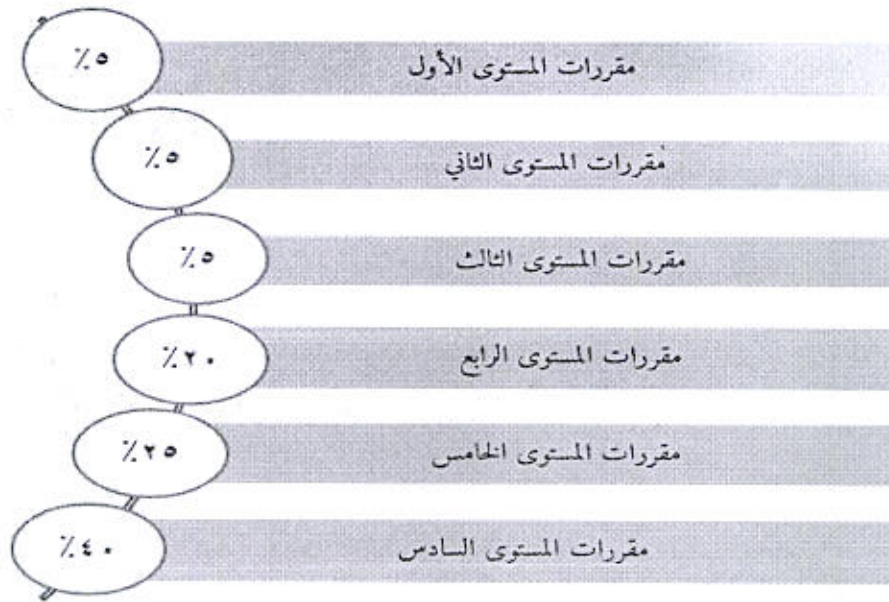 مقررات المستوى الأول ٥٪
مقررات المستوى الثاني ٥٪
مقررات المستوى الثالث ٥٪
مقررات المستوى الرابع ٢٠٪
مقررات المستوى الخامس ٢٥٪
مقررات المستوى السادس ٤٠٪